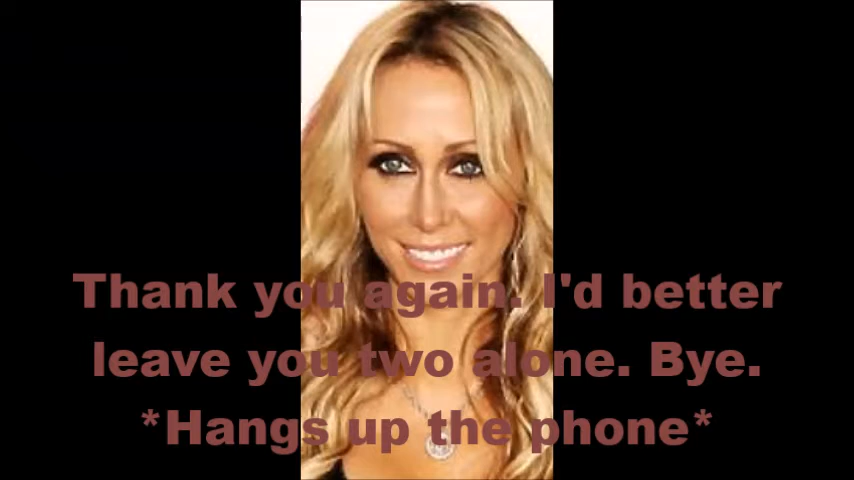 Thank you again. I'd better
leave you two alone. Bye.
*Hangs up the phone*